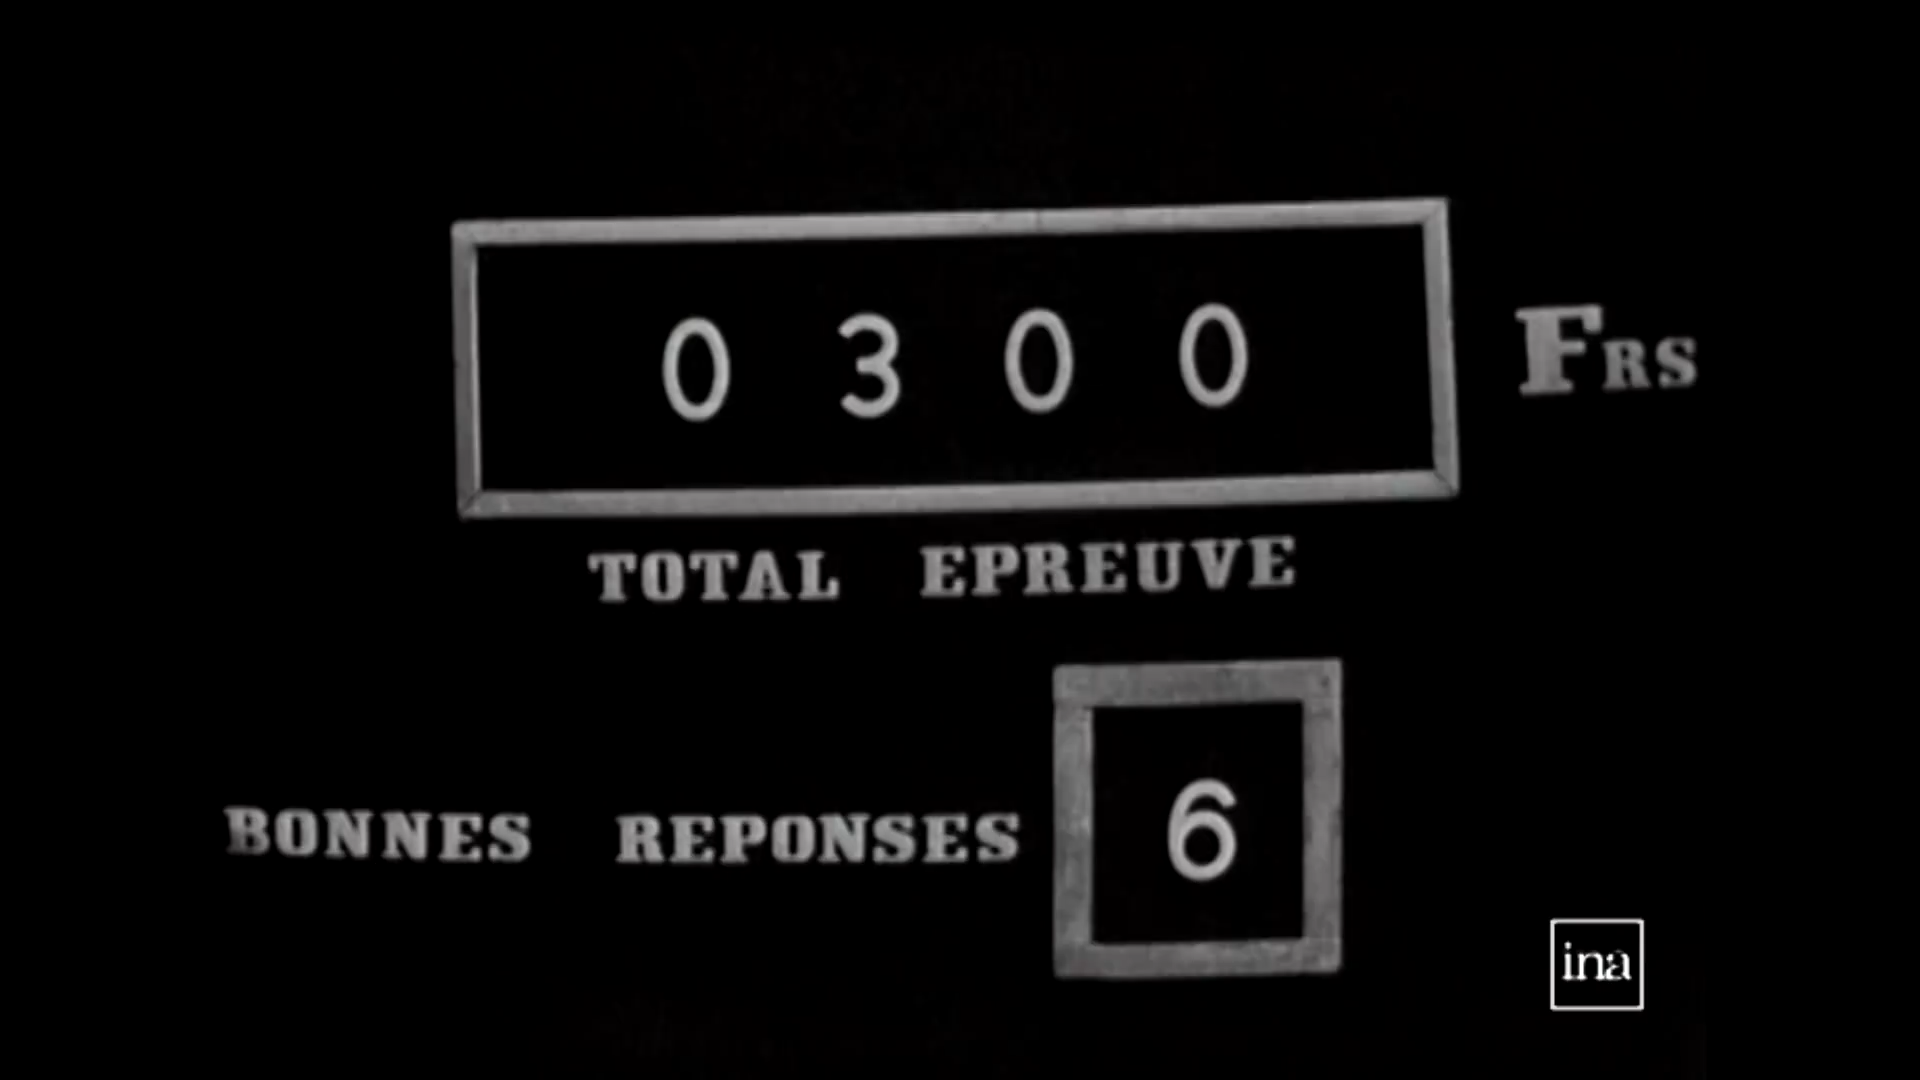 0 3 0 0 FRS
TOTAL EPREUVE
BONNES REPONSES 6
ina